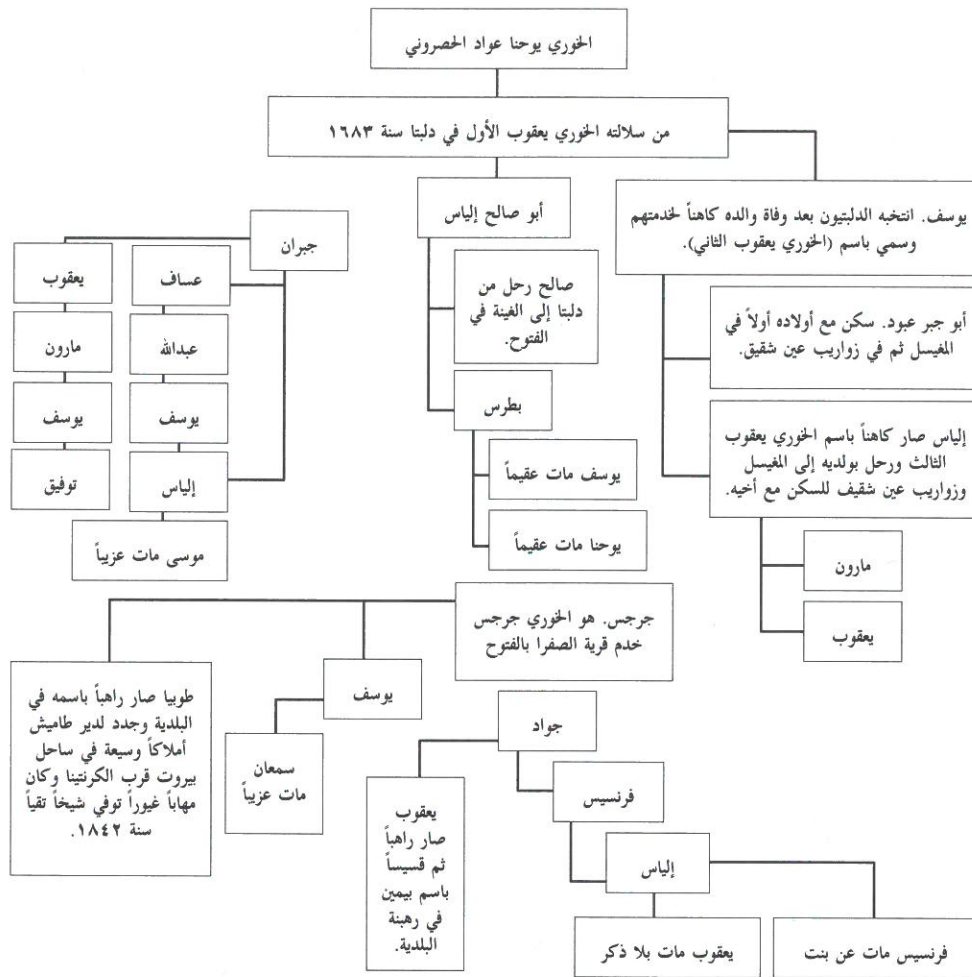 الخوري يوحنا عواد الحصروني
من سلالته الخوري يعقوب الأول في دلبتا سنة ١٦٨٣
يوسف. انتخبه الدلبتيون بعد وفاة والده كاهناً لخدمتهم
وسمي باسم (الخوري يعقوب الثاني).
أبو جبر عبود. سكن مع أولاده أولاً في
المغيسل ثم في زواريب عين شقيق.
إلياس صار كاهناً باسم الخوري يعقوب
الثالث ورحل بولديه إلى المغيسل
وزواريب عين شقيف للسكن مع أخيه.
مارون
يعقوب
أبو صالح إلياس
صالح رحل من
دلبتا إلى الغينة في
الفتوح.
بطرس
يوسف مات عقيماً
يوحنا مات عقيماً
جبران
عساف
عبدالله
يوسف
إلياس
موسى مات عزيباً
يعقوب
مارون
يوسف
توفيق
جرجس. هو الخوري جرجس
خدم قرية الصفرا بالفتوح
يوسف
سمعان
مات عزيباً
طوبيا صار راهباً باسمه في
البلدية وجدد لدير طاميش
أملاكاً وسيعة في ساحل
بيروت قرب الكرنتينا وكان
مهاباً غيوراً توفي شيخاً تقياً
سنة ١٨٤٢.
جواد
فرنسيس
يعقوب
صار راهباً
ثم قسيساً
باسم بيمين
في رهبنة
البلدية.
إلياس
فرنسيس مات عن بنت
يعقوب مات بلا ذكر